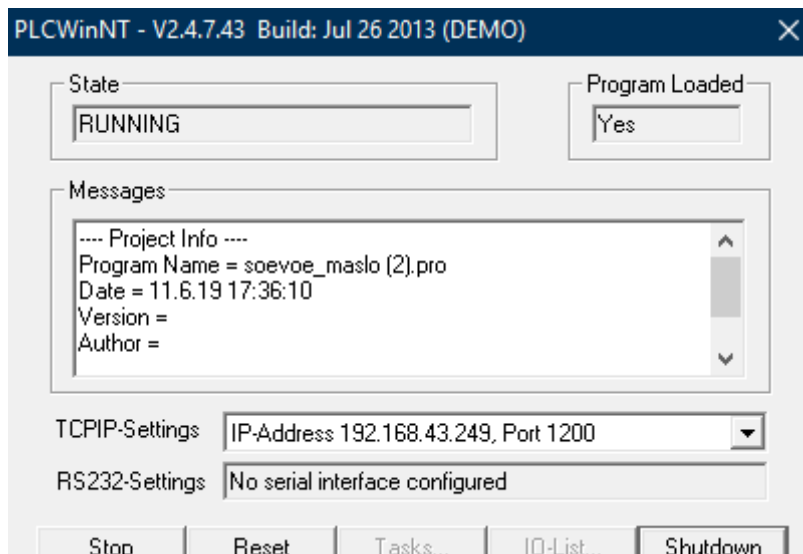 PLCWinNT - V2.4.7.43 Build: Jul 26 2013 (DEMO)
State
Program Loaded
RUNNING
Yes
Messages
---- Project Info ----
Program Name = soevoe_maslo (2).pro
Date = 11.6.19 17:36:10
Version =
Author =
TCPIP-Settings
IP-Address 192.168.43.249, Port 1200
RS232-Settings
No serial interface configured
Stop
Reset
Tasks...
IO-List...
Shutdown